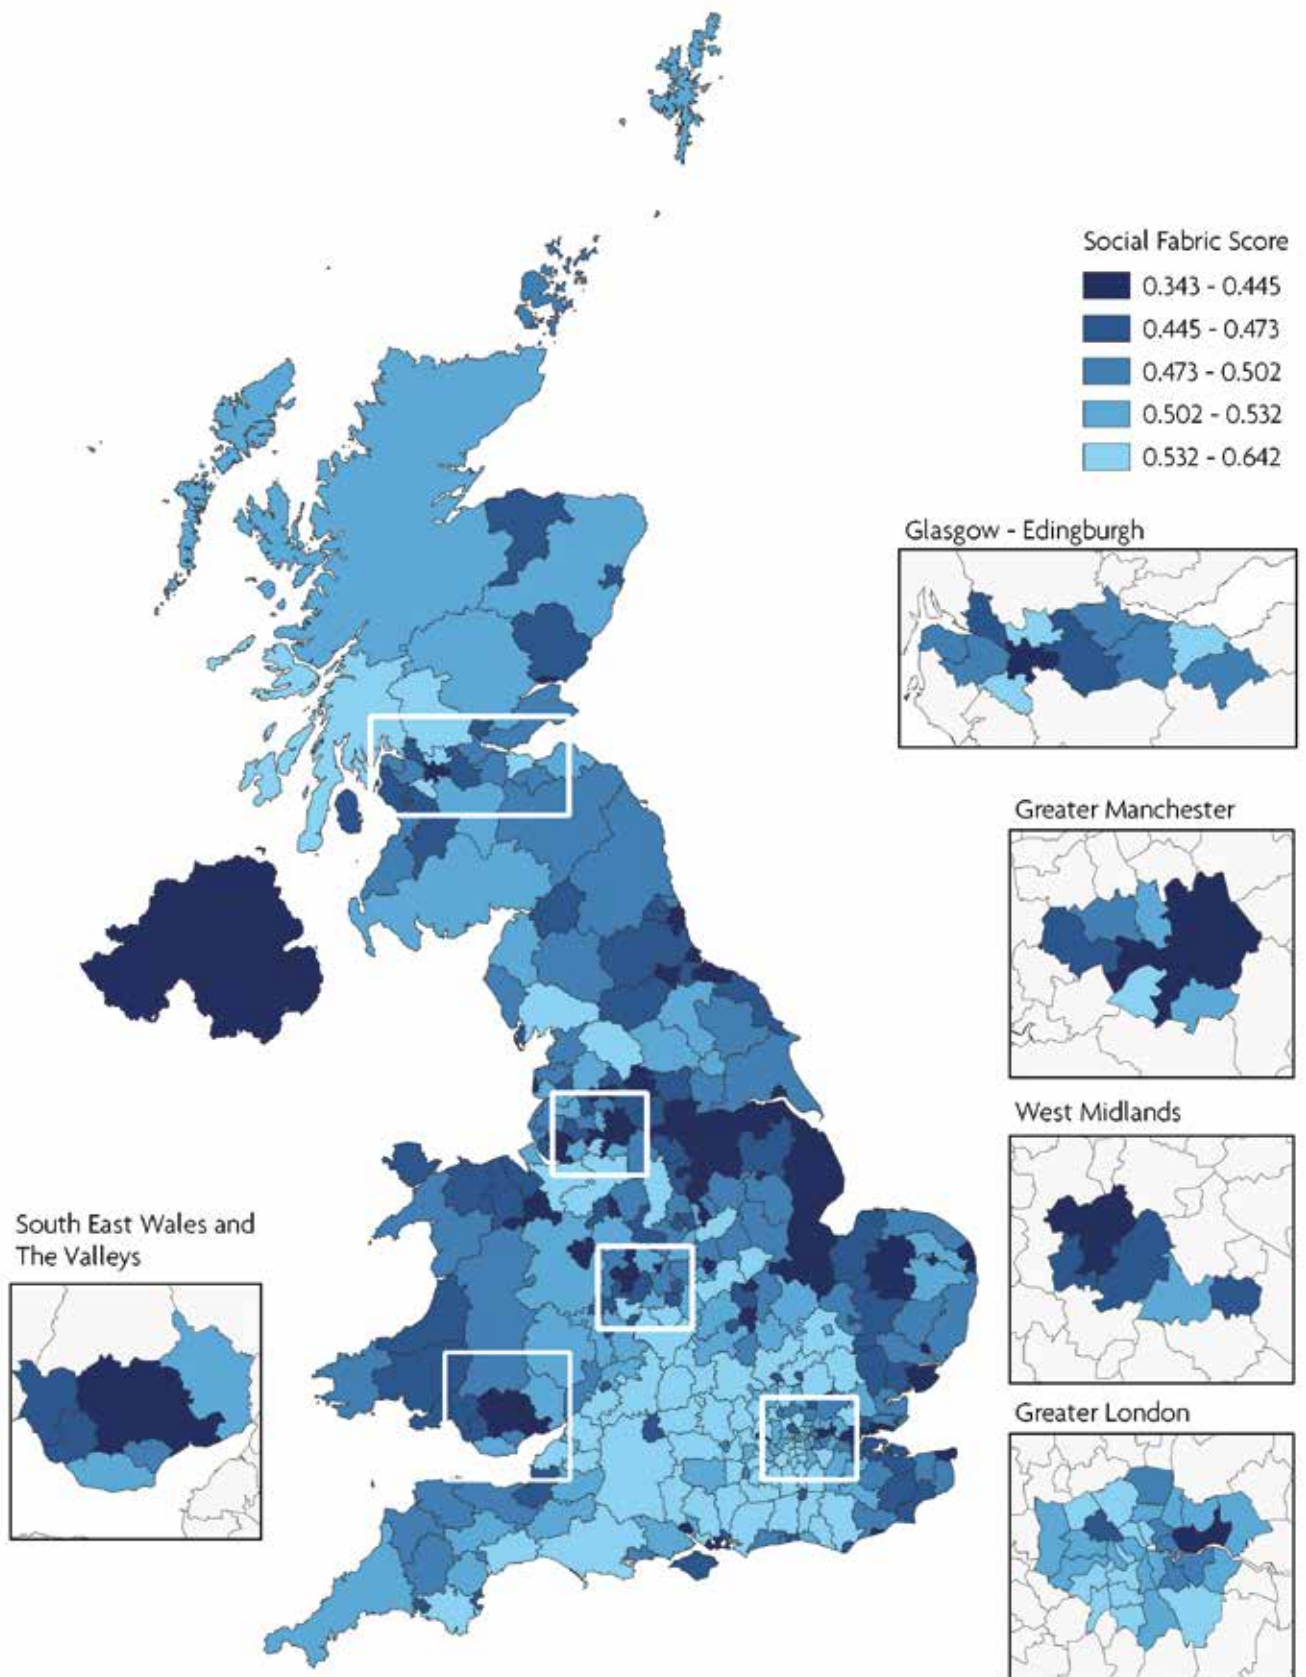 Social Fabric Score
0.343 - 0.445
0.445 - 0.473
0.473 - 0.502
0.502 - 0.532
0.532 - 0.642
Glasgow - Edingburgh
Greater Manchester
West Midlands
South East Wales and
The Valleys
Greater London